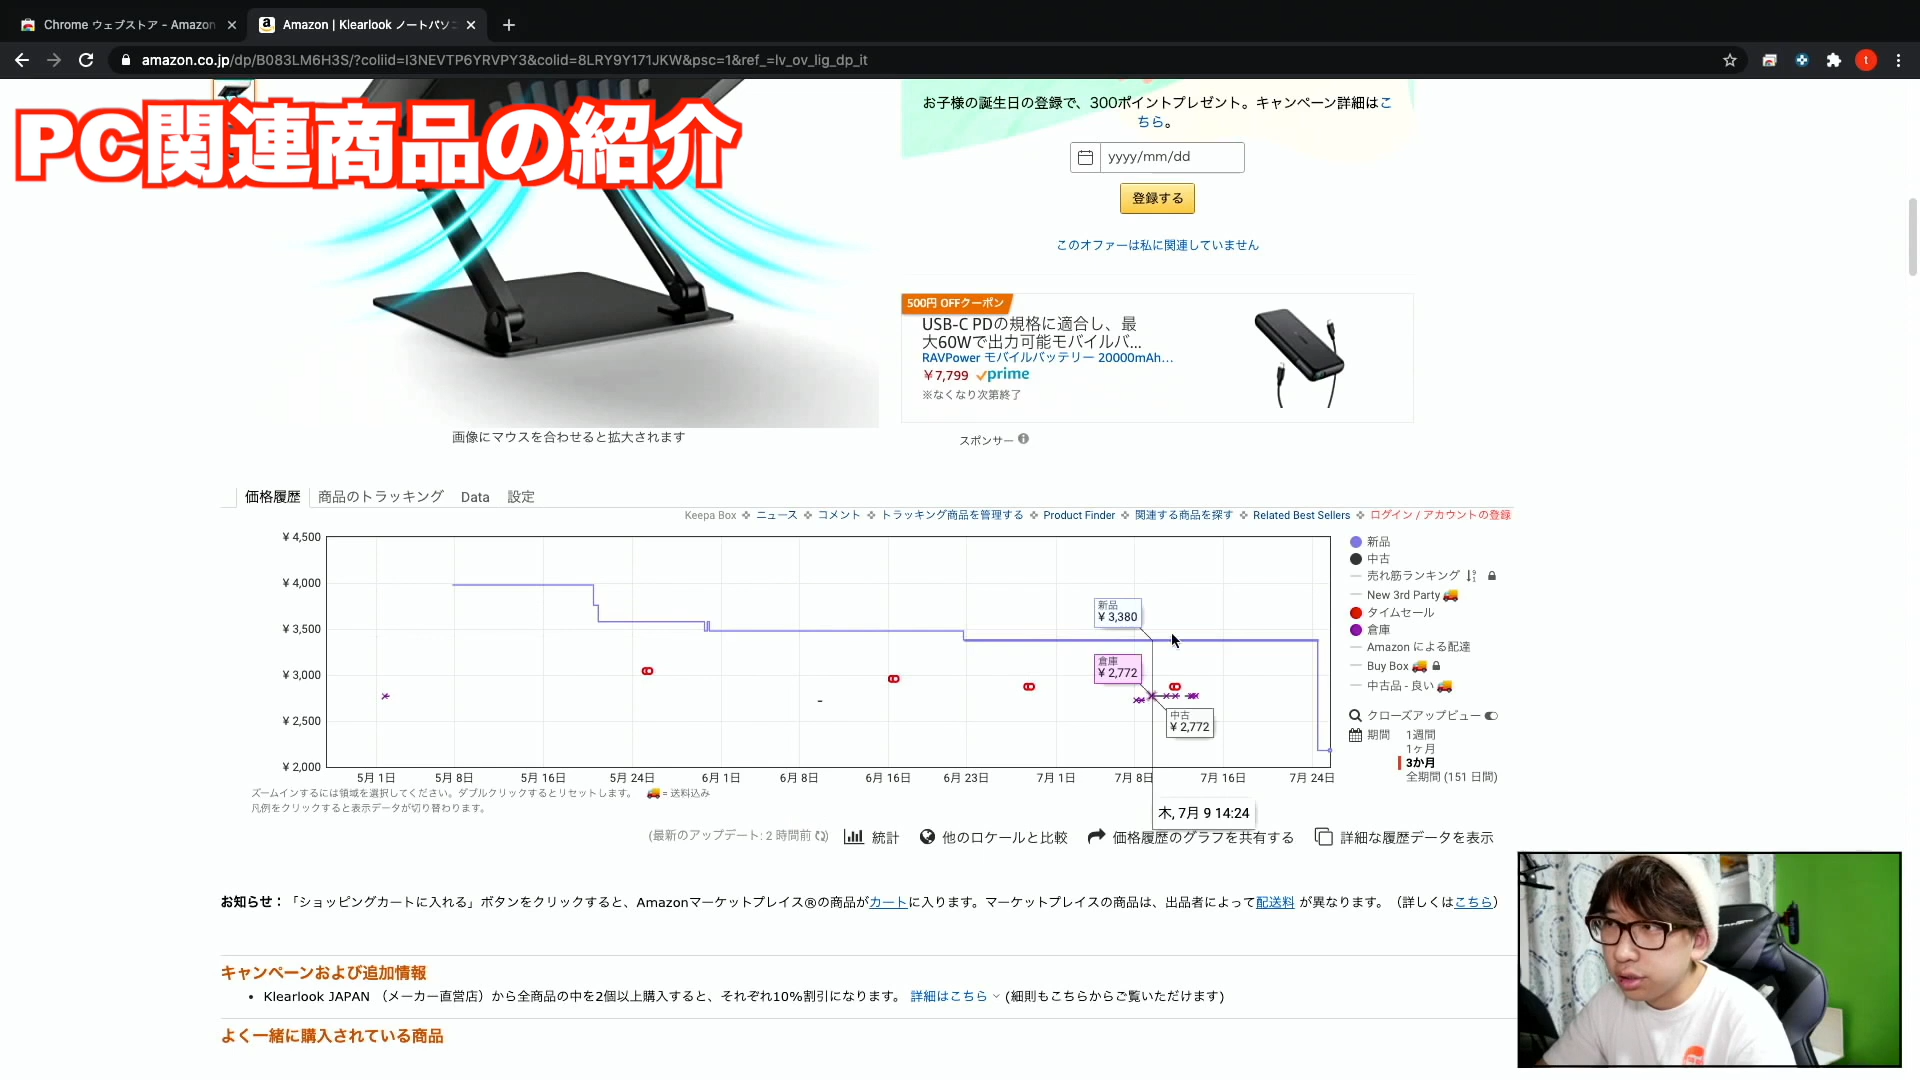 Chrome ウェブストア - Amazon
Amazon | Klearlook ノートパソコ
amazon.co.jp/dp/B083LM6H3S/?coliid=I3NEVTP6YRVPY3&colid=8LRY9Y171JKW&psc=1&ref_=lv_ov_lig_dp_it
t
PC関連商品の紹介
お子様の誕生日の登録で、300ポイントプレゼント。キャンペーン詳細はこ
ちら。
yyyy/mm/dd
登録する
このオファーは私に関連していません
500円 OFFクーポン
USB-C PDの規格に適合し、最
大60Wで出力可能モバイルバ...
RAVPower モバイルバッテリー 20000mAh...
￥7,799 prime
※なくなり次第終了
画像にマウスを合わせると拡大されます
スポンサー
価格履歴 商品のトラッキング Data 設定
Keepa Box ニュース コメント トラッキング商品を管理する Product Finder 関連する商品を探す Related Best Sellers ログイン / アカウントの登録
¥ 4,500
¥ 4,000
¥ 3,500
¥ 3,000
¥ 2,500
¥ 2,000
新品
¥ 3,380
倉庫
¥ 2,772
中古
¥ 2,772
5月 1日 5月 8日 5月 16日 5月 24日 6月 1日 6月 8日 6月 16日 6月 23日 7月 1日 7月 8日 7月 16日 7月 24日
木, 7月 9 14:24
新品
中古
売れ筋ランキング
New 3rd Party
タイムセール
倉庫
Amazon による配達
Buy Box
中古品 - 良い
クローズアップビュー
期間 1週間
1ヶ月
3か月
全期間 (151 日間)
ズームインするには領域を選択してください。ダブルクリックするとリセットします。 = 送料込み
凡例をクリックすると表示データが切り替わります。
(最新のアップデート: 2 時間前) 統計 他のロケールと比較 価格履歴のグラフを共有する 詳細な履歴データを表示
お知らせ：「ショッピングカートに入れる」ボタンをクリックすると、Amazonマーケットプレイス®の商品がカートに入ります。マーケットプレイスの商品は、出品者によって配送料 が異なります。（詳しくはこちら）
キャンペーンおよび追加情報
• Klearlook JAPAN （メーカー直営店）から全商品の中を2個以上購入すると、それぞれ10%割引になります。 詳細はこちら (細則もこちらからご覧いただけます)
よく一緒に購入されている商品